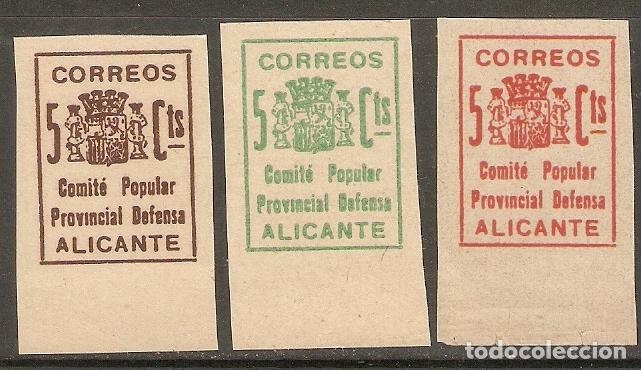 CORREOS
5 Cts
Comité Popular
Provincial Defensa
ALICANTE
CORREOS
5 Cts
Comité Popular
Provincial Defensa
ALICANTE
CORREOS
5 Cts
Comité Popular
Provincial Defensa
ALICANTE
todocoleccion.net